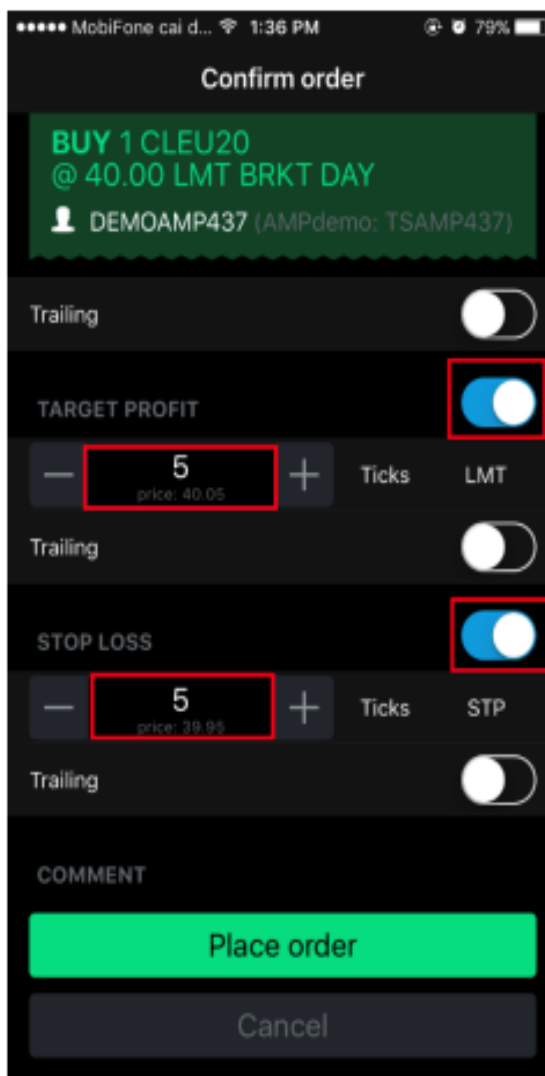 MobiFone cai d... 1:36 PM 79%
Confirm order
BUY 1 CLEU20
@ 40.00 LMT BRKT DAY
DEMOAMP437 (AMPdemo: TSAMP437)
Trailing
TARGET PROFIT
— 5 + Ticks LMT
price: 40.05
Trailing
STOP LOSS
— 5 + Ticks STP
price: 39.95
Trailing
COMMENT
Place order
Cancel